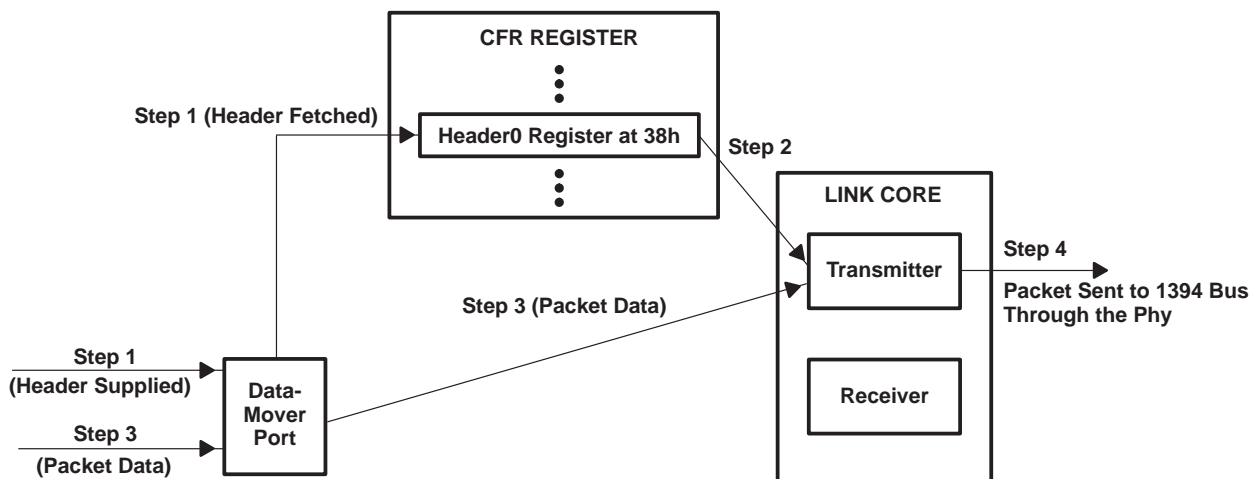 CFR REGISTER
Step 1 (Header Fetched)
Header0 Register at 38h
Step 2
LINK CORE
Transmitter
Step 4
Packet Sent to 1394 Bus
Through the Phy
Step 3 (Packet Data)
Step 1
(Header Supplied)
Data-
Mover
Port
Receiver
Step 3
(Packet Data)